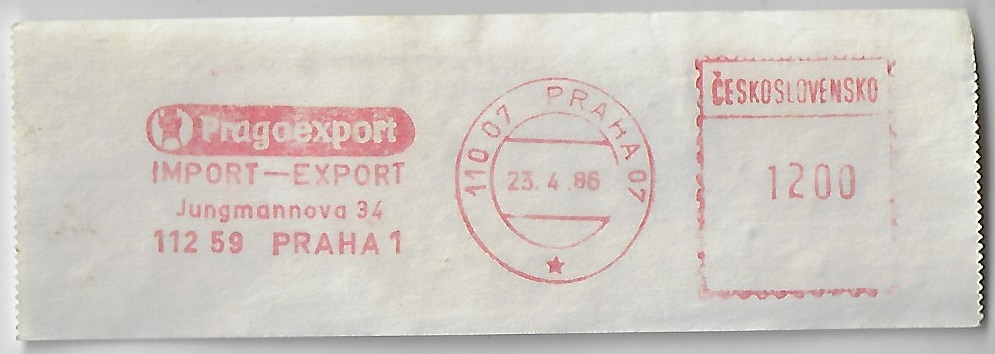 Pragoexport
IMPORT—EXPORT
Jungmannova 34
112 59 PRAHA 1
110 07 PRAHA 07
23.4.86
ČESKOSLOVENSKO
1200